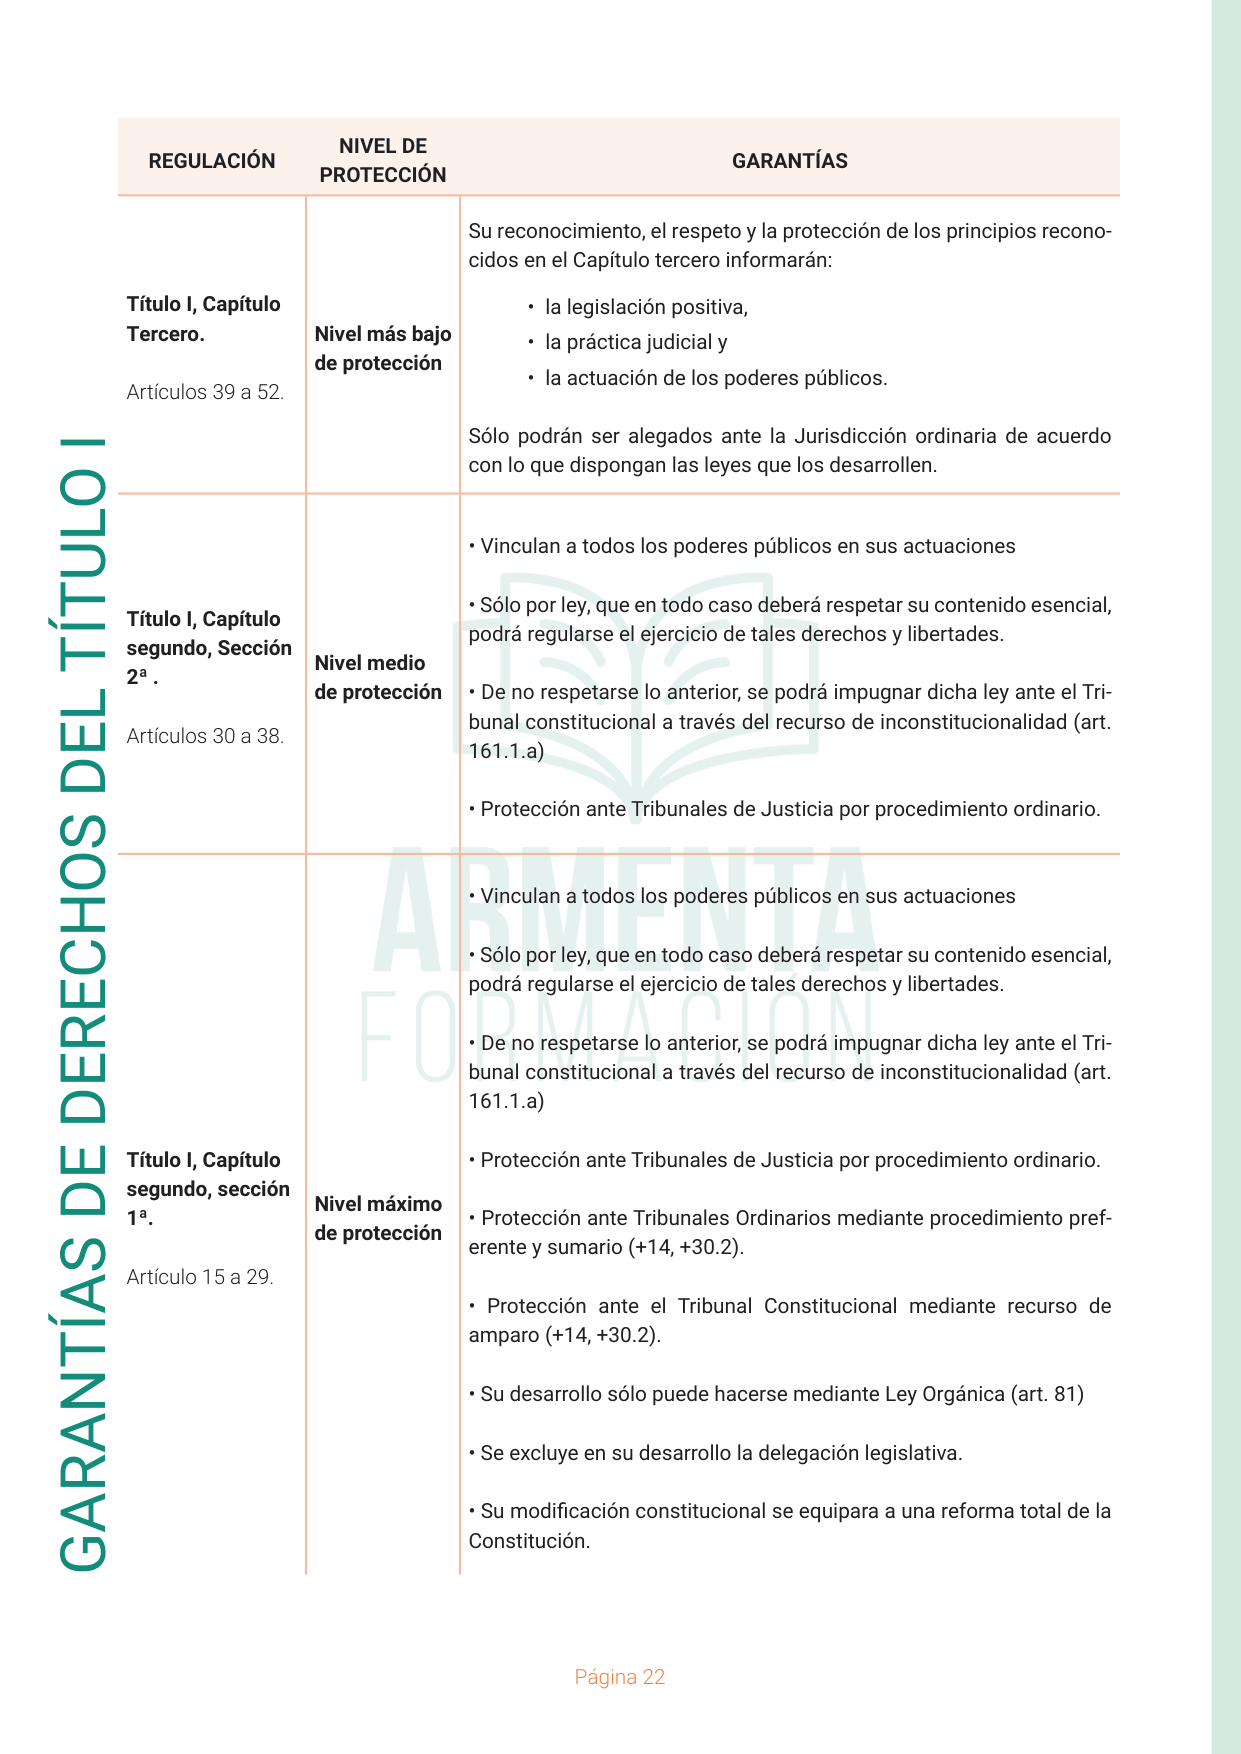 GARANTÍAS DE DERECHOS DEL TÍTULO I
REGULACIÓN
NIVEL DE
PROTECCIÓN
GARANTÍAS
Título I, Capítulo
Tercero.
Artículos 39 a 52.
Nivel más bajo
de protección
Su reconocimiento, el respeto y la protección de los principios recono-
cidos en el Capítulo tercero informarán:
• la legislación positiva,
• la práctica judicial y
• la actuación de los poderes públicos.
Sólo podrán ser alegados ante la Jurisdicción ordinaria de acuerdo
con lo que dispongan las leyes que los desarrollen.
Título I, Capítulo
segundo, Sección
2ª .
Artículos 30 a 38.
Nivel medio
de protección
• Vinculan a todos los poderes públicos en sus actuaciones
• Sólo por ley, que en todo caso deberá respetar su contenido esencial,
podrá regularse el ejercicio de tales derechos y libertades.
• De no respetarse lo anterior, se podrá impugnar dicha ley ante el Tri-
bunal constitucional a través del recurso de inconstitucionalidad (art.
161.1.a)
• Protección ante Tribunales de Justicia por procedimiento ordinario.
Título I, Capítulo
segundo, sección
1ª.
Artículo 15 a 29.
Nivel máximo
de protección
• Vinculan a todos los poderes públicos en sus actuaciones
• Sólo por ley, que en todo caso deberá respetar su contenido esencial,
podrá regularse el ejercicio de tales derechos y libertades.
• De no respetarse lo anterior, se podrá impugnar dicha ley ante el Tri-
bunal constitucional a través del recurso de inconstitucionalidad (art.
161.1.a)
• Protección ante Tribunales de Justicia por procedimiento ordinario.
• Protección ante Tribunales Ordinarios mediante procedimiento pref-
erente y sumario (+14, +30.2).
• Protección ante el Tribunal Constitucional mediante recurso de
amparo (+14, +30.2).
• Su desarrollo sólo puede hacerse mediante Ley Orgánica (art. 81)
• Se excluye en su desarrollo la delegación legislativa.
• Su modificación constitucional se equipara a una reforma total de la
Constitución.
ARMENTA
FORMACIÓN
Página 22